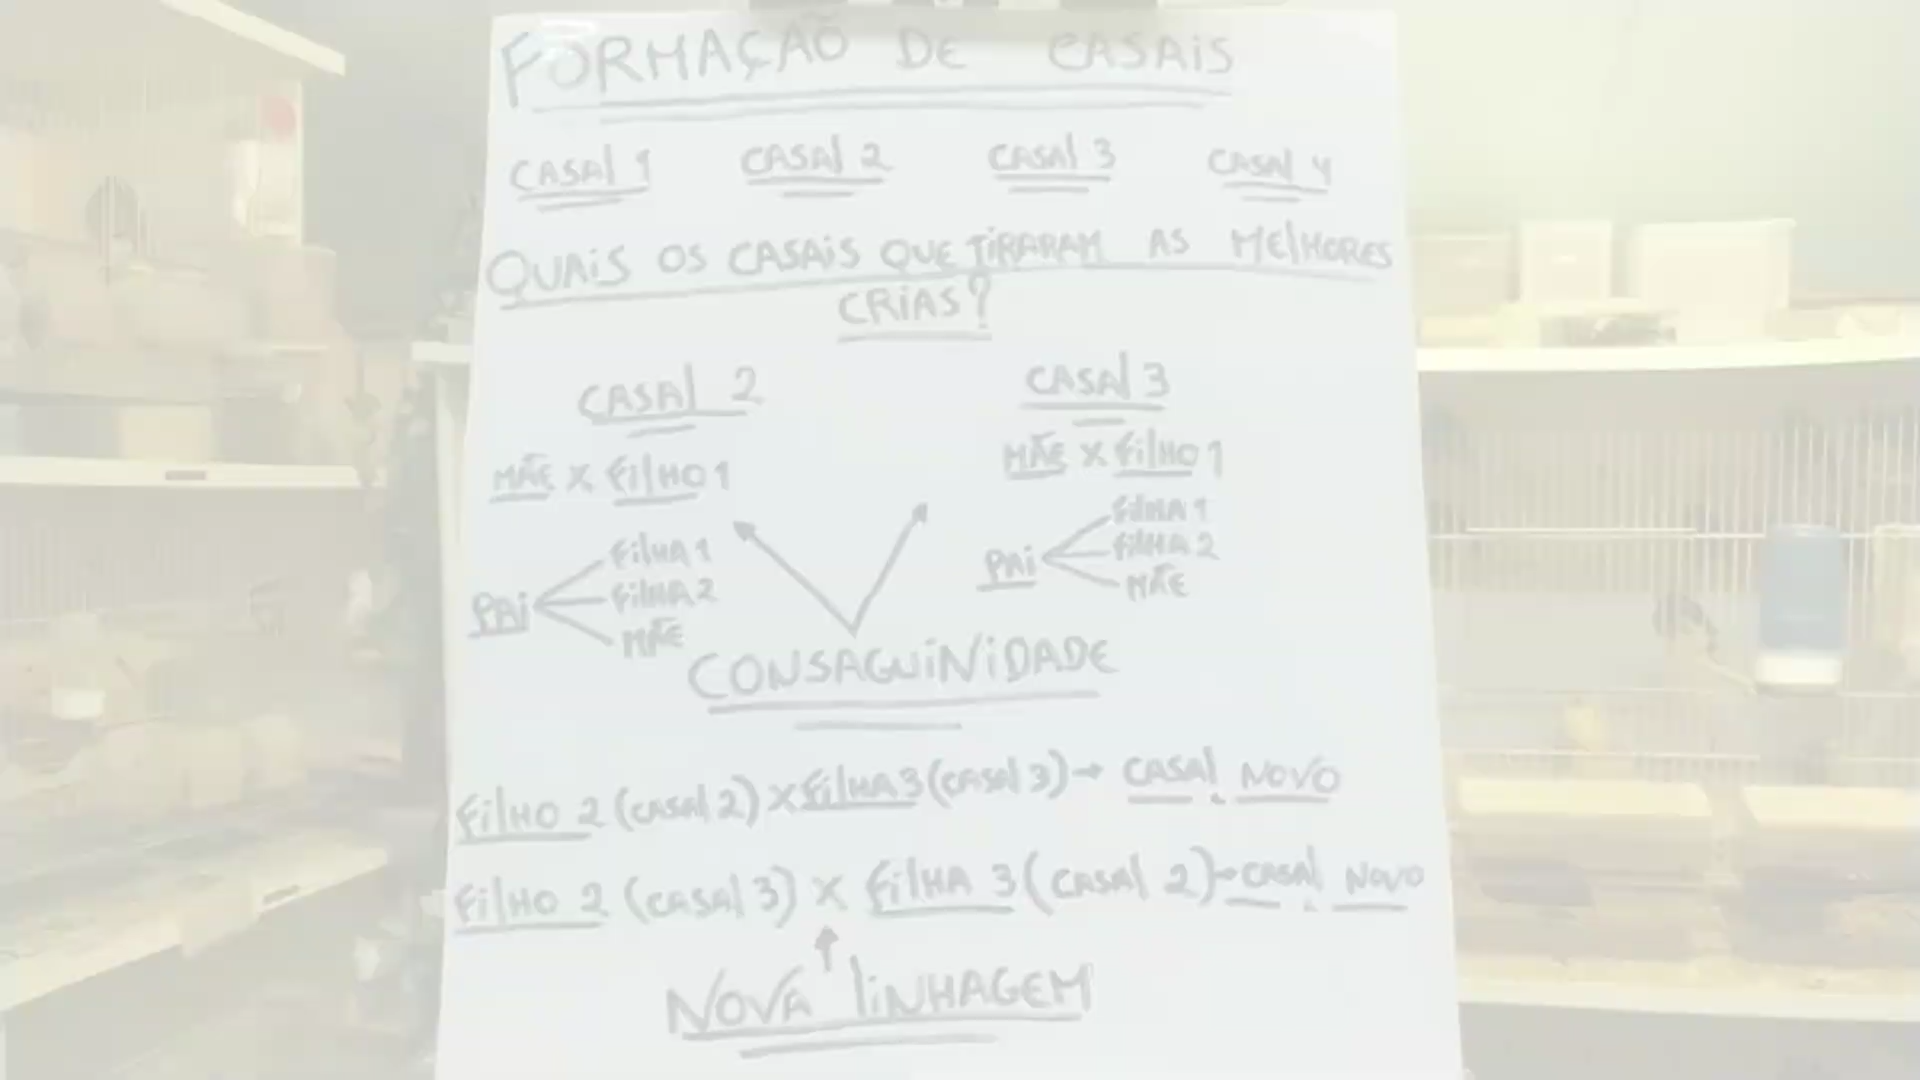 FORMAÇÃO DE CASAIS
CASAl 1 CASAl 2 CASAl 3 CASAl 4
QUAIS OS CASAIS QUE TIRARAM AS MElHORES
CRIAS?
CASAl 2 CASAl 3
MÃE X FilHO 1 MÃE X FilHO 1
FilHA 1 FilHA 1
PAI FilHA 2 PAI FilHA 2
MÃE MÃE
CONSAGUINIDADE
FilHO 2 (CASAl 2) X FilHA 3 (CASAl 3) → CASAl NOVO
FilHO 2 (CASAl 3) X FilHA 3 (CASAl 2) → CASAl NOVO
NOVA liNHAGEM